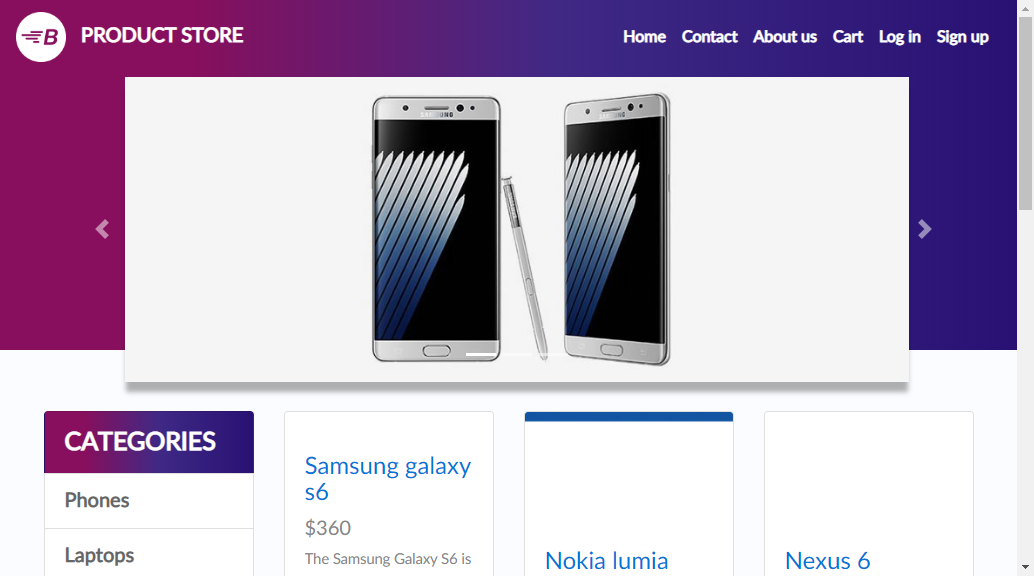 B PRODUCT STORE
Home Contact About us Cart Log in Sign up
SAMSUNG
SAMSUNG
CATEGORIES
Phones
Laptops
Samsung galaxy
s6
$360
The Samsung Galaxy S6 is
Nokia lumia
Nexus 6